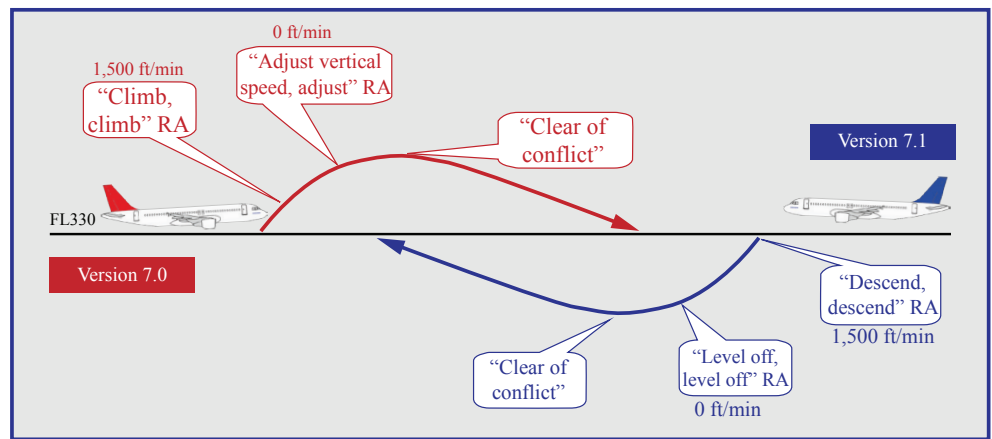 0 ft/min
“Adjust vertical
speed, adjust” RA
1,500 ft/min
“Climb,
climb” RA
“Clear of
conflict”
Version 7.1
FL330
Version 7.0
“Descend,
descend” RA
1,500 ft/min
“Level off,
level off” RA
0 ft/min
“Clear of
conflict”